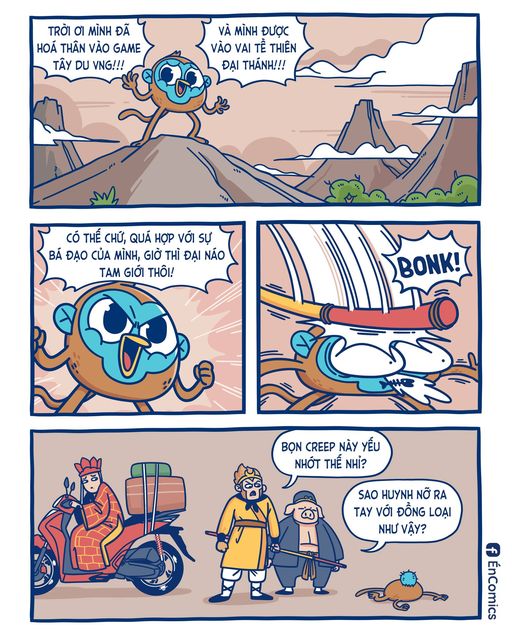 TRỜI ƠI MÌNH ĐÃ
HOÁ THÂN VÀO GAME
TÂY DU VNG!!!
VÀ MÌNH ĐƯỢC
VÀO VAI TỀ THIÊN
ĐẠI THÁNH!!!
CÓ THẾ CHỨ, QUÁ HỢP VỚI SỰ
BÁ ĐẠO CỦA MÌNH, GIỜ THÌ ĐẠI NÁO
TAM GIỚI THÔI!
BONK!
BỌN CREEP NÀY YẾU
NHỚT THẾ NHỈ?
SAO HUYNH NỠ RA
TAY VỚI ĐỒNG LOẠI
NHƯ VẬY?
f ÉnComics